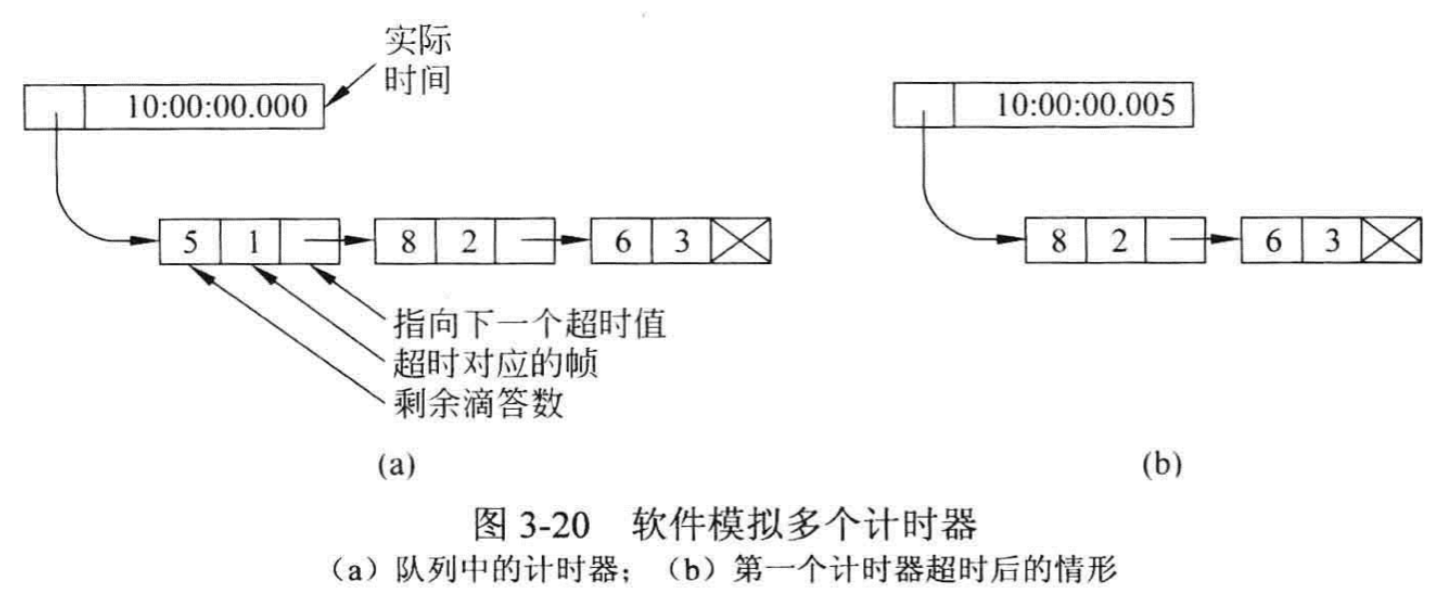 实际
时间
10:00:00.000
10:00:00.005
5 1 8 2 6 3
8 2 6 3
指向下一个超时值
超时对应的帧
剩余滴答数
(a)
(b)
图 3-20 软件模拟多个计时器
（a）队列中的计时器；（b）第一个计时器超时后的情形